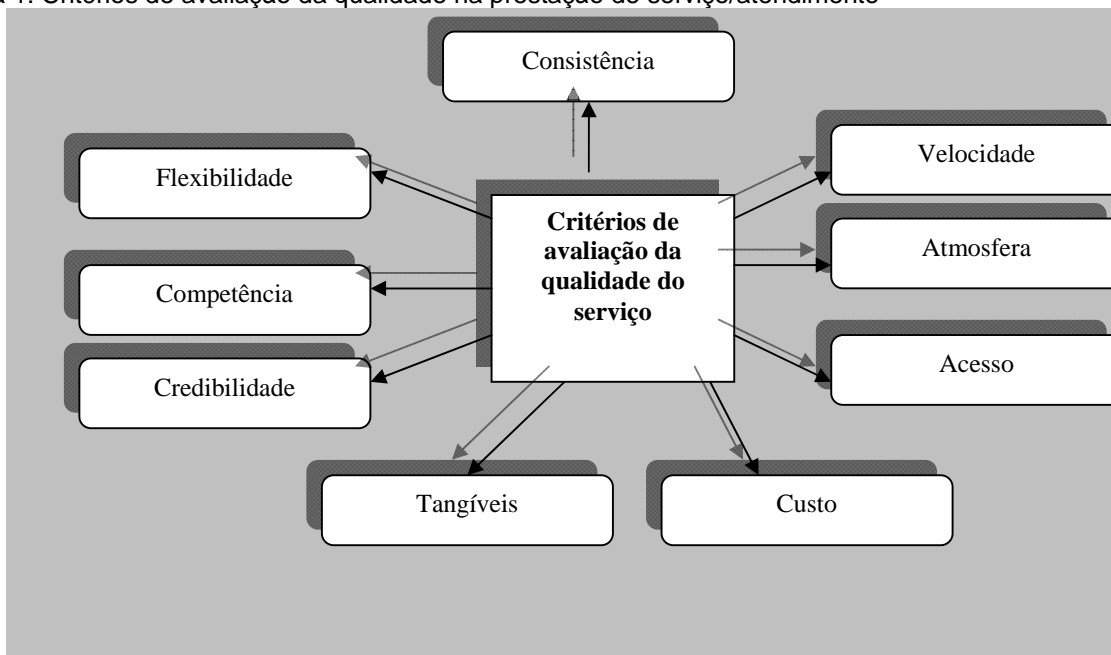 1. Critérios de avaliação da qualidade na prestação de serviço/atendimento
Consistência
Velocidade
Flexibilidade
Critérios de
avaliação da
qualidade do
serviço
Atmosfera
Competência
Acesso
Credibilidade
Tangíveis
Custo